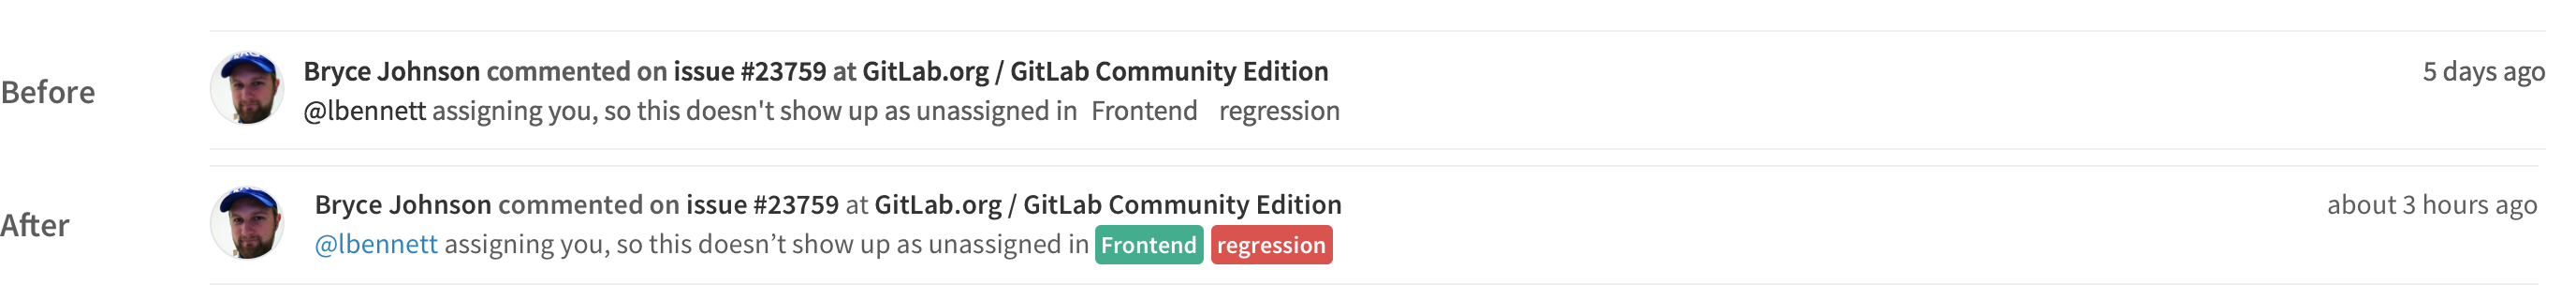 Before
Bryce Johnson commented on issue #23759 at GitLab.org / GitLab Community Edition
5 days ago
@lbennett assigning you, so this doesn't show up as unassigned in Frontend regression
After
Bryce Johnson commented on issue #23759 at GitLab.org / GitLab Community Edition
about 3 hours ago
@lbennett assigning you, so this doesn’t show up as unassigned in Frontend regression